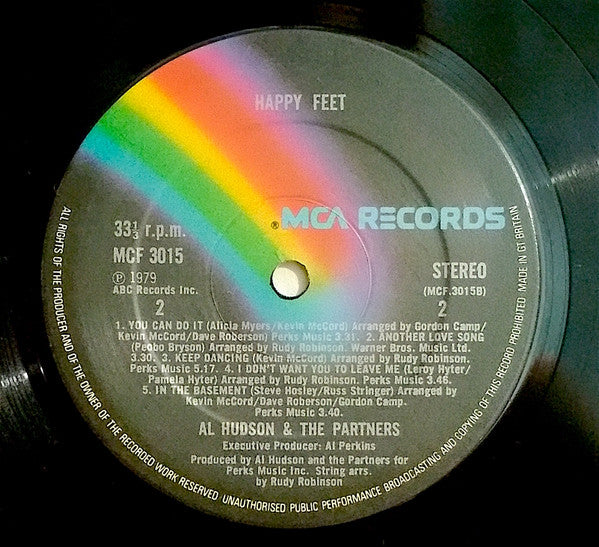 HAPPY FEET
®MCA RECORDS
33⅓ r.p.m.
MCF 3015
Ⓟ 1979
ABC Records Inc.
2
STEREO
(MCF.3015B)
2
1. YOU CAN DO IT (Alicia Myers/Kevin McCord) Arranged by Gordon Camp/
Kevin McCord/Dave Roberson) Perks Music 3.31. 2. ANOTHER LOVE SONG
(Peobo Bryson) Arranged by Rudy Robinson. Warner Bros. Music Ltd.
3.30. 3. KEEP DANCING (Kevin McCord) Arranged by Rudy Robinson.
Perks Music 5.17. 4. I DON'T WANT YOU TO LEAVE ME (Leroy Hyter/
Pamela Hyter) Arranged by Rudy Robinson. Perks Music 3.46.
5. IN THE BASEMENT (Steve Hosley/Russ Stringer) Arranged by
Kevin McCord/Dave Roberson/Gordon Camp.
Perks Music 3.40.
AL HUDSON & THE PARTNERS
Executive Producer: Al Perkins
Produced by Al Hudson and the Partners for
Perks Music Inc. String arrs.
by Rudy Robinson
ALL RIGHTS OF THE PRODUCER AND OF THE OWNER OF THE RECORDED WORK RESERVED. UNAUTHORISED PUBLIC PERFORMANCE BROADCASTING AND COPYING OF THIS RECORD PROHIBITED. MADE IN GT BRITAIN